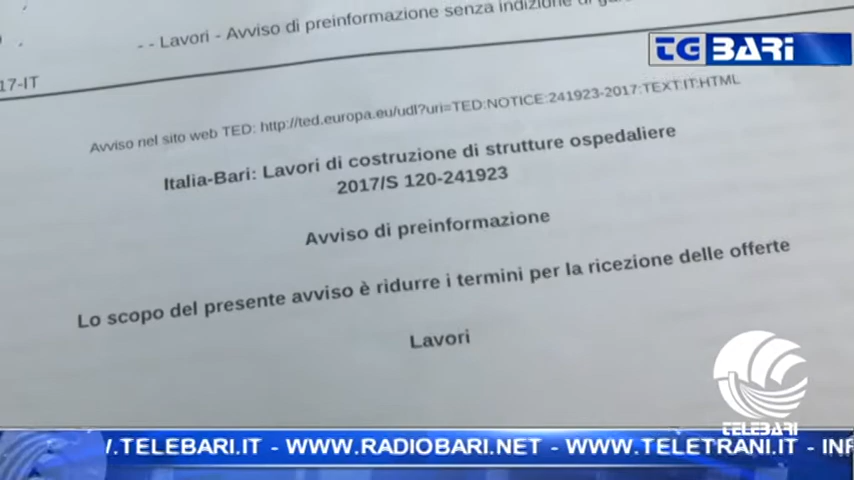 - - Lavori - Avviso di preinformazione senza indizione di
17-IT
TG BARI
Avviso nel sito web TED: http://ted.europa.eu/udl?uri=TED:NOTICE:241923-2017:TEXT:IT:HTML
Italia-Bari: Lavori di costruzione di strutture ospedaliere
2017/S 120-241923
Avviso di preinformazione
Lo scopo del presente avviso è ridurre i termini per la ricezione delle offerte
Lavori
TELEBARI
.TELEBARI.IT - WWW.RADIOBARI.NET - WWW.TELETRANI.IT -